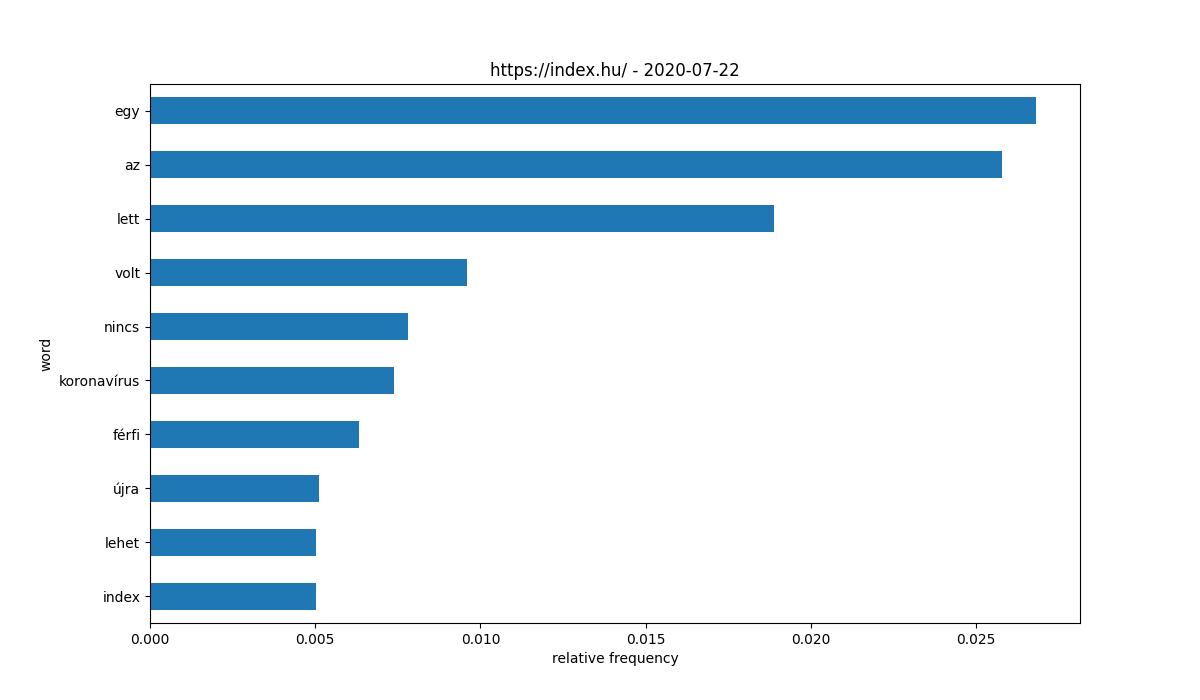 https://index.hu/ - 2020-07-22
egy
az
lett
volt
nincs
koronavírus
férfi
újra
lehet
index
word
0.000 0.005 0.010 0.015 0.020 0.025
relative frequency